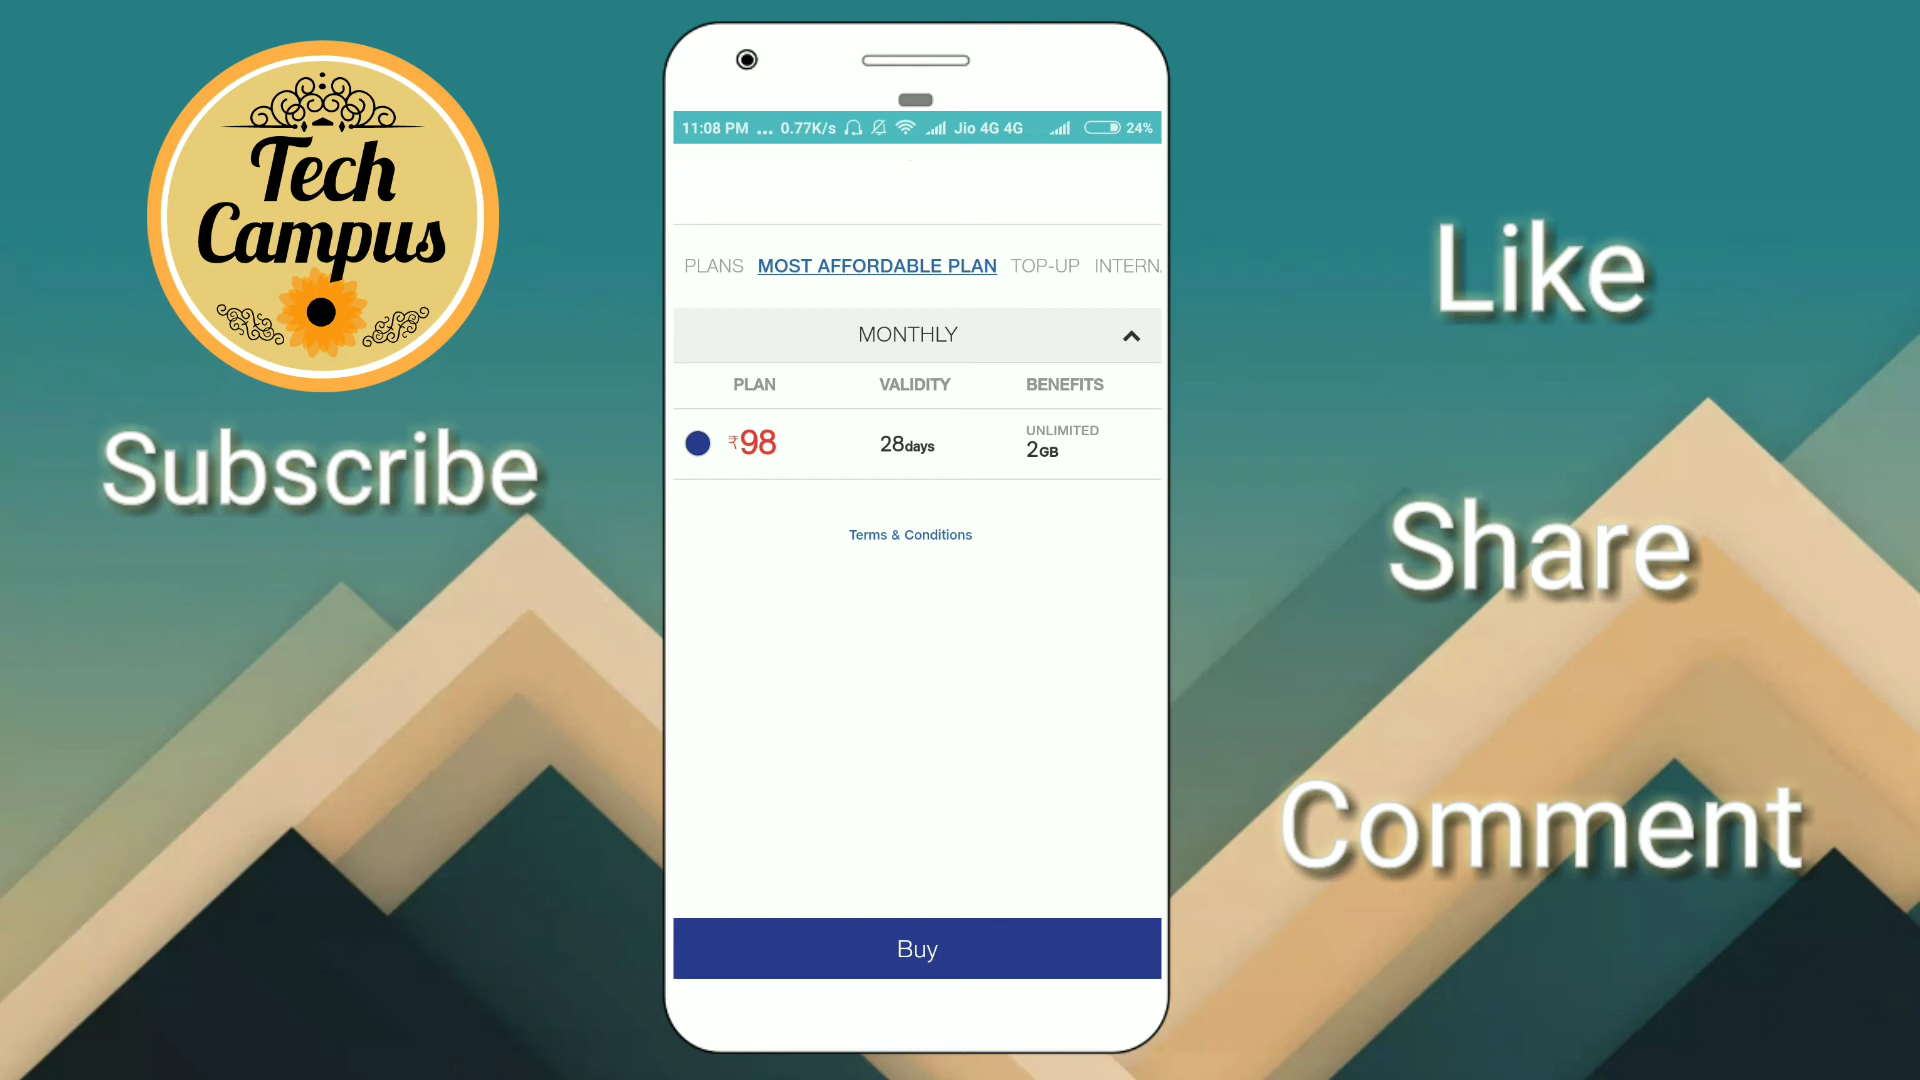 Tech
Campus
Subscribe
11:08 PM ... 0.77K/s Jio 4G 4G 24%
PLANS MOST AFFORDABLE PLAN TOP-UP INTERN.
MONTHLY
PLAN VALIDITY BENEFITS
₹98 28days UNLIMITED
2GB
Terms & Conditions
Buy
Like
Share
Comment